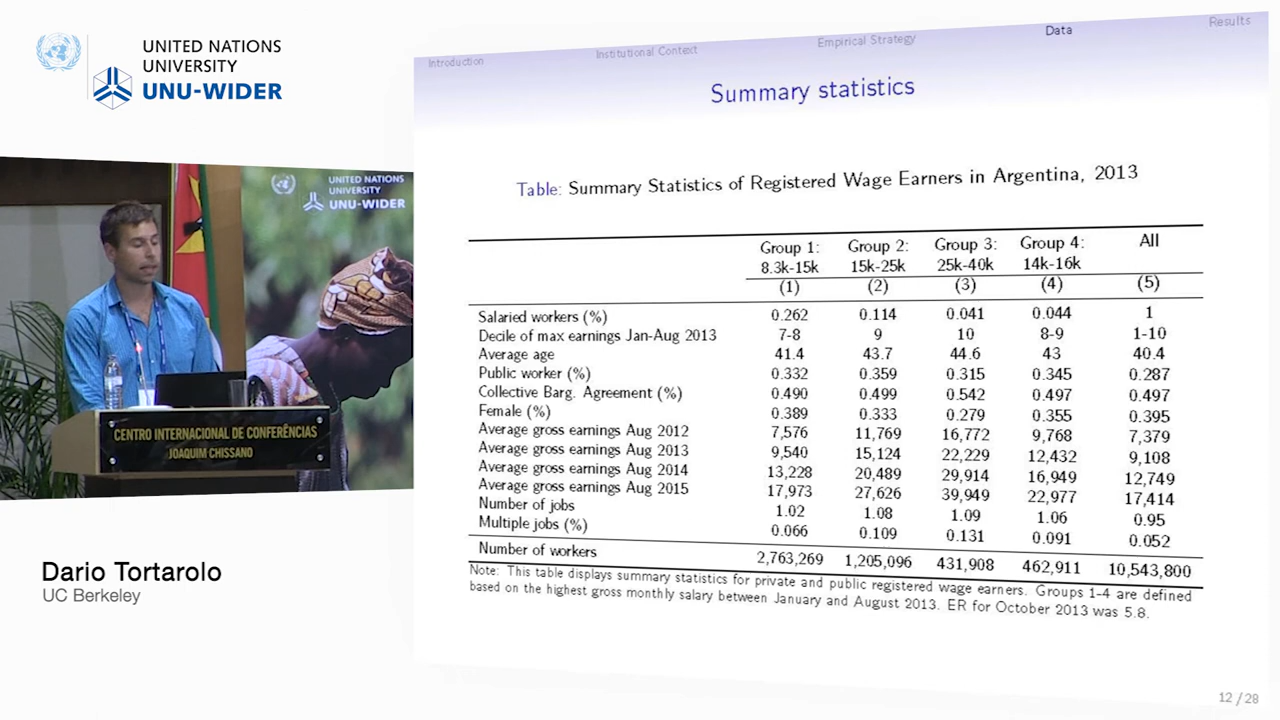 UNITED NATIONS
UNIVERSITY
UNU-WIDER
UNITED NATIONS
UNIVERSITY
UNU-WIDER
CENTRO INTERNACIONAL DE CONFERÊNCIAS
JOAQUIM CHISSANO
Dario Tortarolo
UC Berkeley
Introduction Institutional Context Empirical Strategy Data Results
Summary statistics
Table: Summary Statistics of Registered Wage Earners in Argentina, 2013
Group 1: Group 2: Group 3: Group 4: All
8.3k-15k 15k-25k 25k-40k 14k-16k
(1) (2) (3) (4) (5)
Salaried workers (%) 0.262 0.114 0.041 0.044 1
Decile of max earnings Jan-Aug 2013 7-8 9 10 8-9 1-10
Average age 41.4 43.7 44.6 43 40.4
Public worker (%) 0.332 0.359 0.315 0.345 0.287
Collective Barg. Agreement (%) 0.490 0.499 0.542 0.497 0.497
Female (%) 0.389 0.333 0.279 0.355 0.395
Average gross earnings Aug 2012 7,576 11,769 16,772 9,768 7,379
Average gross earnings Aug 2013 9,540 15,124 22,229 12,432 9,108
Average gross earnings Aug 2014 13,228 20,489 29,914 16,949 12,749
Average gross earnings Aug 2015 17,973 27,626 39,949 22,977 17,414
Number of jobs 1.02 1.08 1.09 1.06 0.95
Multiple jobs (%) 0.066 0.109 0.131 0.091 0.052
Number of workers 2,763,269 1,205,096 431,908 462,911 10,543,800
Note: This table displays summary statistics for private and public registered wage earners. Groups 1-4 are defined
based on the highest gross monthly salary between January and August 2013. ER for October 2013 was 5.8.
12 / 28